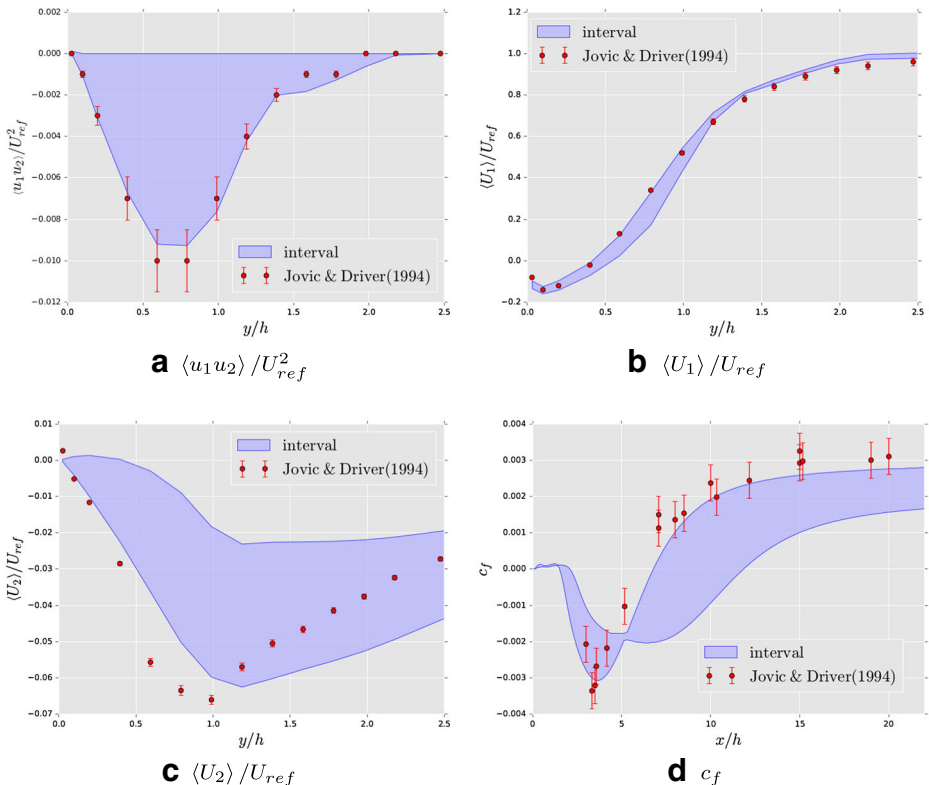 0.002
0.000
−0.002
−0.004
−0.006
−0.008
−0.010
−0.012
⟨u₁u₂⟩/U²ref
interval
Jovic & Driver(1994)
0.0 0.5 1.0 1.5 2.0 2.5
y/h
a ⟨u₁u₂⟩/U²ref
1.2
1.0
0.8
0.6
0.4
0.2
0.0
−0.2
⟨U₁⟩/Uref
interval
Jovic & Driver(1994)
0.0 0.5 1.0 1.5 2.0 2.5
y/h
b ⟨U₁⟩/Uref
0.01
0.00
−0.01
−0.02
−0.03
−0.04
−0.05
−0.06
−0.07
⟨U₂⟩/Uref
interval
Jovic & Driver(1994)
0.0 0.5 1.0 1.5 2.0 2.5
y/h
c ⟨U₂⟩/Uref
0.004
0.003
0.002
0.001
0.000
−0.001
−0.002
−0.003
−0.004
cf
interval
Jovic & Driver(1994)
0 5 10 15 20
x/h
d cf